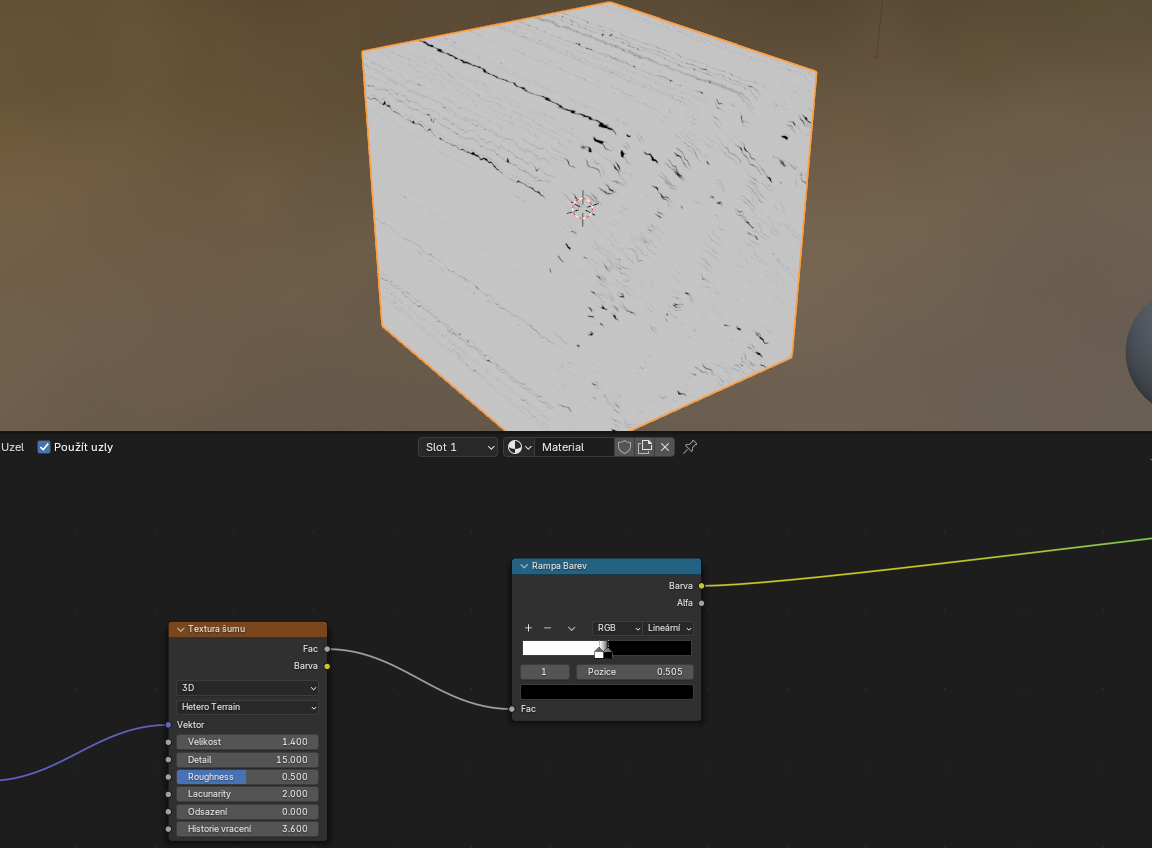 Uzel Použít uzly Slot 1 Material
Rampa Barev
Barva
Alfa
RGB Lineární
1 Pozice 0.505
Fac
Textura šumu
Fac
Barva
3D
Hetero Terrain
Vektor
Velikost 1.400
Detail 15.000
Roughness 0.500
Lacunarity 2.000
Odsazení 0.000
Historie vracení 3.600